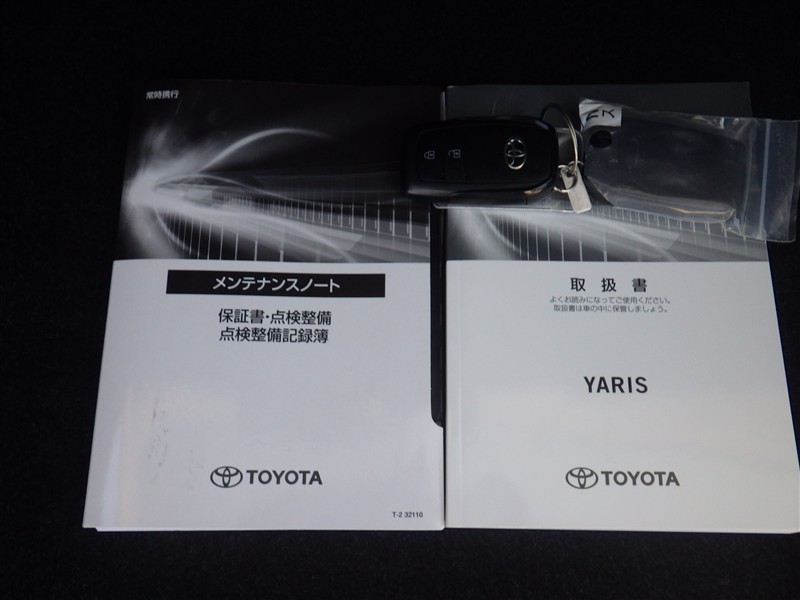 常時携行
メンテナンスノート
保証書・点検整備
点検整備記録簿
TOYOTA
T-2 32110
取扱書
よくお読みになってご使用ください。
取扱書は車の中に保管しましょう。
YARIS
TOYOTA